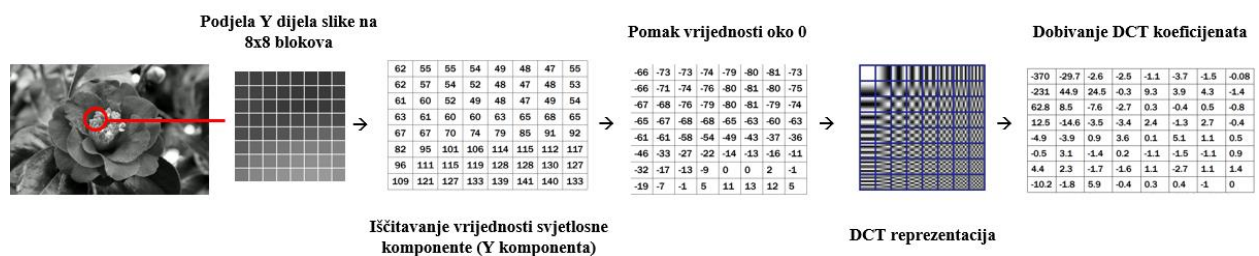 Podjela Y dijela slike na
8x8 blokova
Pomak vrijednosti oko 0
Dobivanje DCT koeficijenata
62 55 55 54 49 48 47 55
62 57 54 52 48 47 48 53
61 60 52 49 48 47 49 54
63 61 60 60 63 65 68 65
67 67 70 74 79 85 91 92
82 95 101 106 114 115 112 117
96 111 115 119 128 128 130 127
109 121 127 133 139 141 140 133
-66 -73 -73 -74 -79 -80 -81 -73
-66 -71 -74 -76 -80 -81 -80 -75
-67 -68 -76 -79 -80 -81 -79 -74
-65 -67 -68 -68 -65 -63 -60 -63
-61 -61 -58 -54 -49 -43 -37 -36
-46 -33 -27 -22 -14 -13 -16 -11
-32 -17 -13 -9 0 0 2 -1
-19 -7 -1 5 11 13 12 5
-370 -29.7 -2.6 -2.5 -1.1 -3.7 -1.5 -0.08
-231 44.9 24.5 -0.3 9.3 3.9 4.3 -1.4
62.8 8.5 -7.6 -2.7 0.3 -0.4 0.5 -0.8
12.5 -14.6 -3.5 -3.4 2.4 -1.3 2.7 -0.4
-4.9 -3.9 0.9 3.6 0.1 5.1 1.1 0.5
-0.5 3.1 -1.4 0.2 -1.1 -1.5 -1.1 0.9
4.4 2.3 -1.7 -1.6 1.1 -2.7 1.1 1.4
-10.2 -1.8 5.9 -0.4 0.3 0.4 -1 0
Iščitavanje vrijednosti svjetlosne
komponente (Y komponenta)
DCT reprezentacija